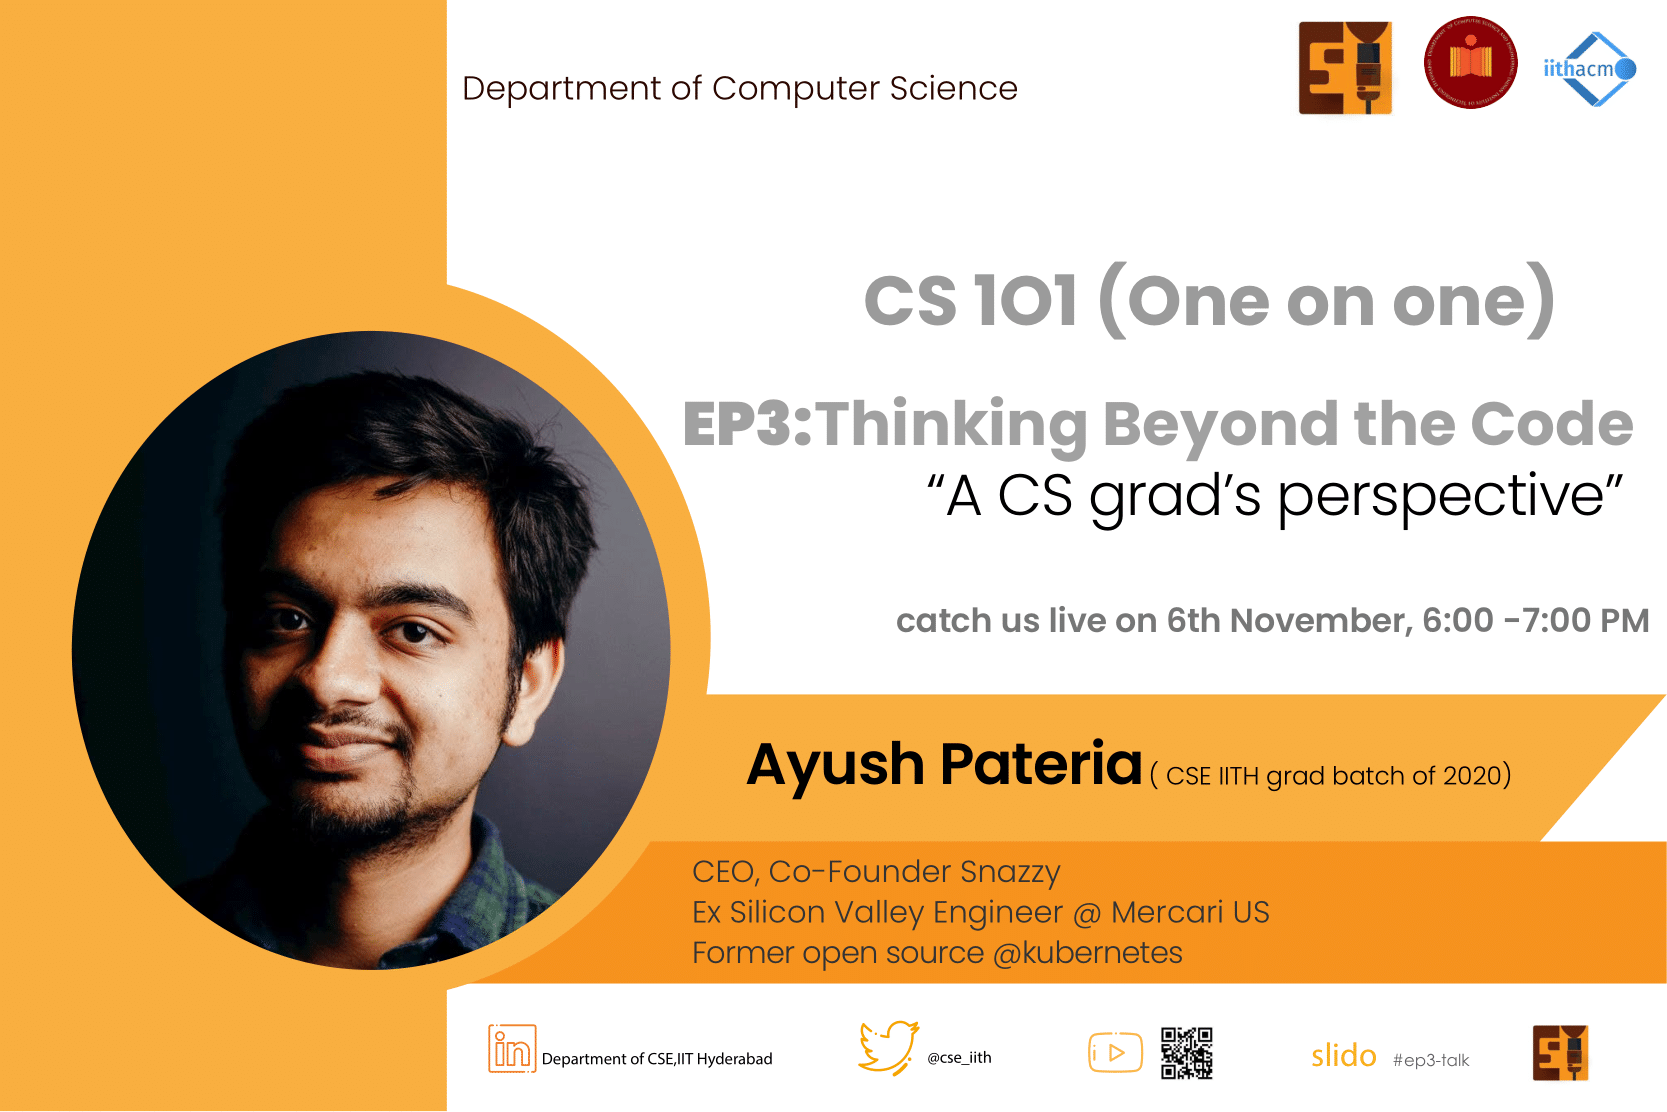 Department of Computer Science
iithacm
CS 101 (One on one)
EP3:Thinking Beyond the Code
“A CS grad’s perspective”
catch us live on 6th November, 6:00 -7:00 PM
Ayush Pateria ( CSE IITH grad batch of 2020)
CEO, Co-Founder Snazzy
Ex Silicon Valley Engineer @ Mercari US
Former open source @kubernetes
in Department of CSE,IIT Hyderabad
@cse_iith
slido #ep3-talk